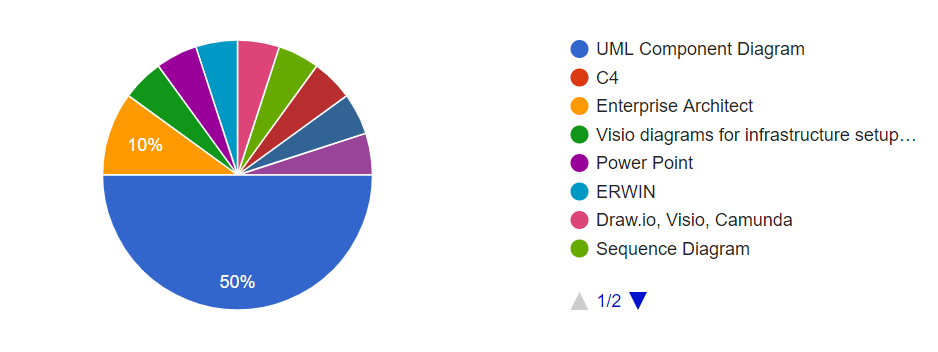 UML Component Diagram
C4
Enterprise Architect
Visio diagrams for infrastructure setup…
Power Point
ERWIN
Draw.io, Visio, Camunda
Sequence Diagram
1/2
10%
50%